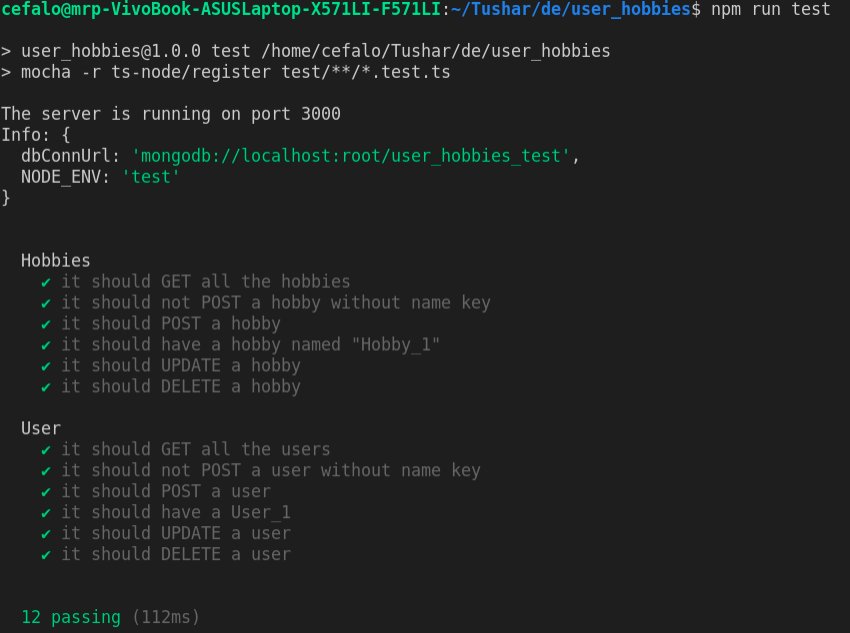 cefalo@mrp-VivoBook-ASUSLaptop-X571LI-F571LI:~/Tushar/de/user_hobbies$ npm run test
> user_hobbies@1.0.0 test /home/cefalo/Tushar/de/user_hobbies
> mocha -r ts-node/register test/**/*.test.ts
The server is running on port 3000
Info: {
  dbConnUrl: 'mongodb://localhost:root/user_hobbies_test',
  NODE_ENV: 'test'
}
  Hobbies
    ✔ it should GET all the hobbies
    ✔ it should not POST a hobby without name key
    ✔ it should POST a hobby
    ✔ it should have a hobby named "Hobby_1"
    ✔ it should UPDATE a hobby
    ✔ it should DELETE a hobby
  User
    ✔ it should GET all the users
    ✔ it should not POST a user without name key
    ✔ it should POST a user
    ✔ it should have a User_1
    ✔ it should UPDATE a user
    ✔ it should DELETE a user
  12 passing (112ms)